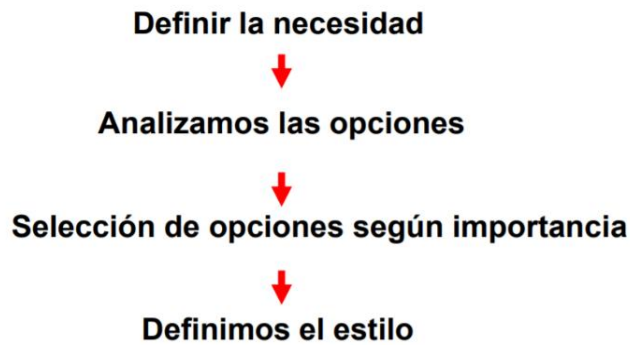 Definir la necesidad
Analizamos las opciones
Selección de opciones según importancia
Definimos el estilo